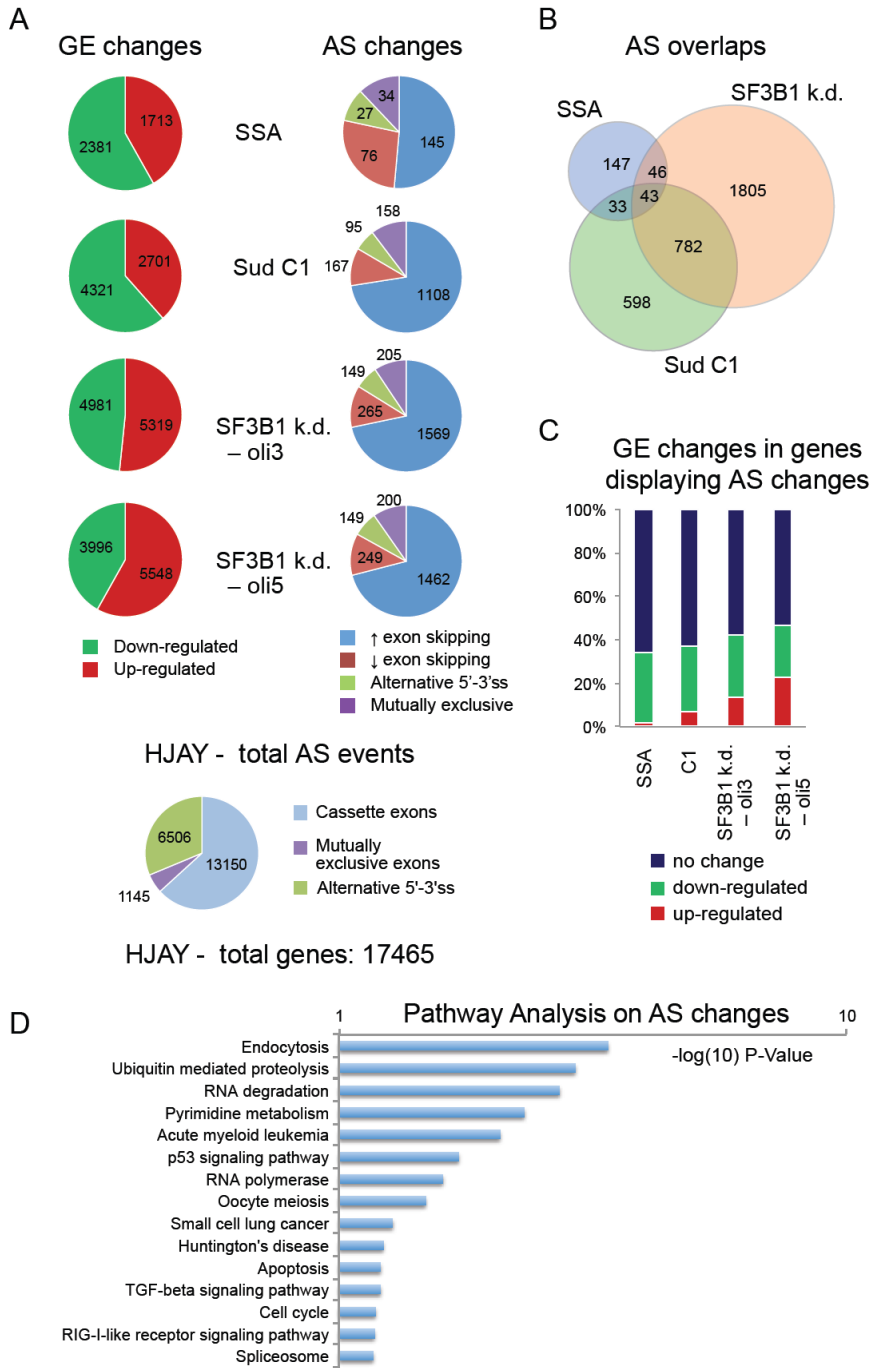 A
GE changes
AS changes
1713
2381
SSA
34
27
76
145
2701
4321
Sud C1
158
95
167
1108
4981
5319
SF3B1 k.d.
– oli3
205
149
265
1569
3996
5548
SF3B1 k.d.
– oli5
200
149
249
1462
Down-regulated
Up-regulated
↑ exon skipping
↓ exon skipping
Alternative 5'-3'ss
Mutually exclusive
HJAY - total AS events
6506
13150
1145
Cassette exons
Mutually
exclusive exons
Alternative 5'-3'ss
HJAY - total genes: 17465
B
AS overlaps
SF3B1 k.d.
SSA
147
46
1805
33
43
782
598
Sud C1
C
GE changes in genes
displaying AS changes
100%
80%
60%
40%
20%
0%
SSA
C1
SF3B1 k.d.
– oli3
SF3B1 k.d.
– oli5
no change
down-regulated
up-regulated
D
Pathway Analysis on AS changes
1
10
-log(10) P-Value
Endocytosis
Ubiquitin mediated proteolysis
RNA degradation
Pyrimidine metabolism
Acute myeloid leukemia
p53 signaling pathway
RNA polymerase
Oocyte meiosis
Small cell lung cancer
Huntington's disease
Apoptosis
TGF-beta signaling pathway
Cell cycle
RIG-I-like receptor signaling pathway
Spliceosome